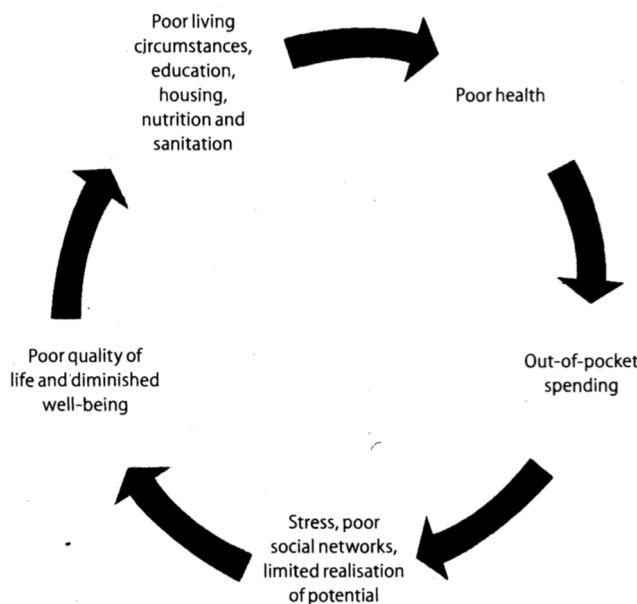 Poor living
circumstances,
education,
housing,
nutrition and
sanitation
Poor health
Out-of-pocket
spending
Stress, poor
social networks,
limited realisation
of potential
Poor quality of
life and diminished
well-being